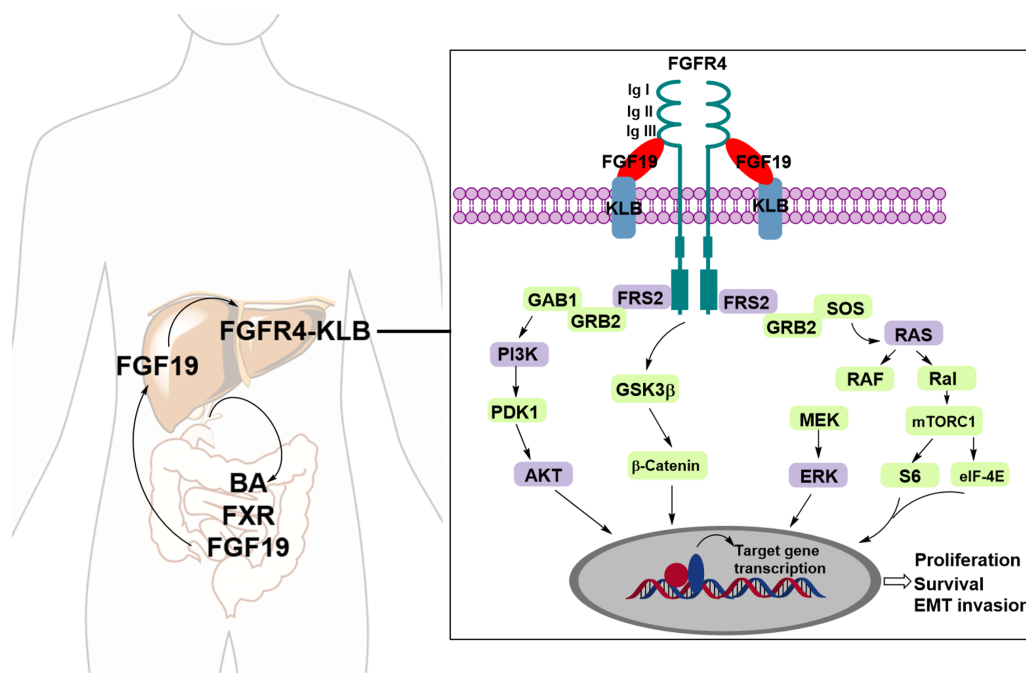 FGFR4
Ig I
Ig II
Ig III
FGF19
FGF19
KLB
KLB
FRS2
GAB1
GRB2
FRS2
SOS
GRB2
RAS
PI3K
RAF
Ral
GSK3β
PDK1
MEK
mTORC1
β-Catenin
AKT
ERK
S6
eIF-4E
Target gene
transcription
Proliferation
Survival
EMT invasion
FGFR4-KLB
FGF19
BA
FXR
FGF19